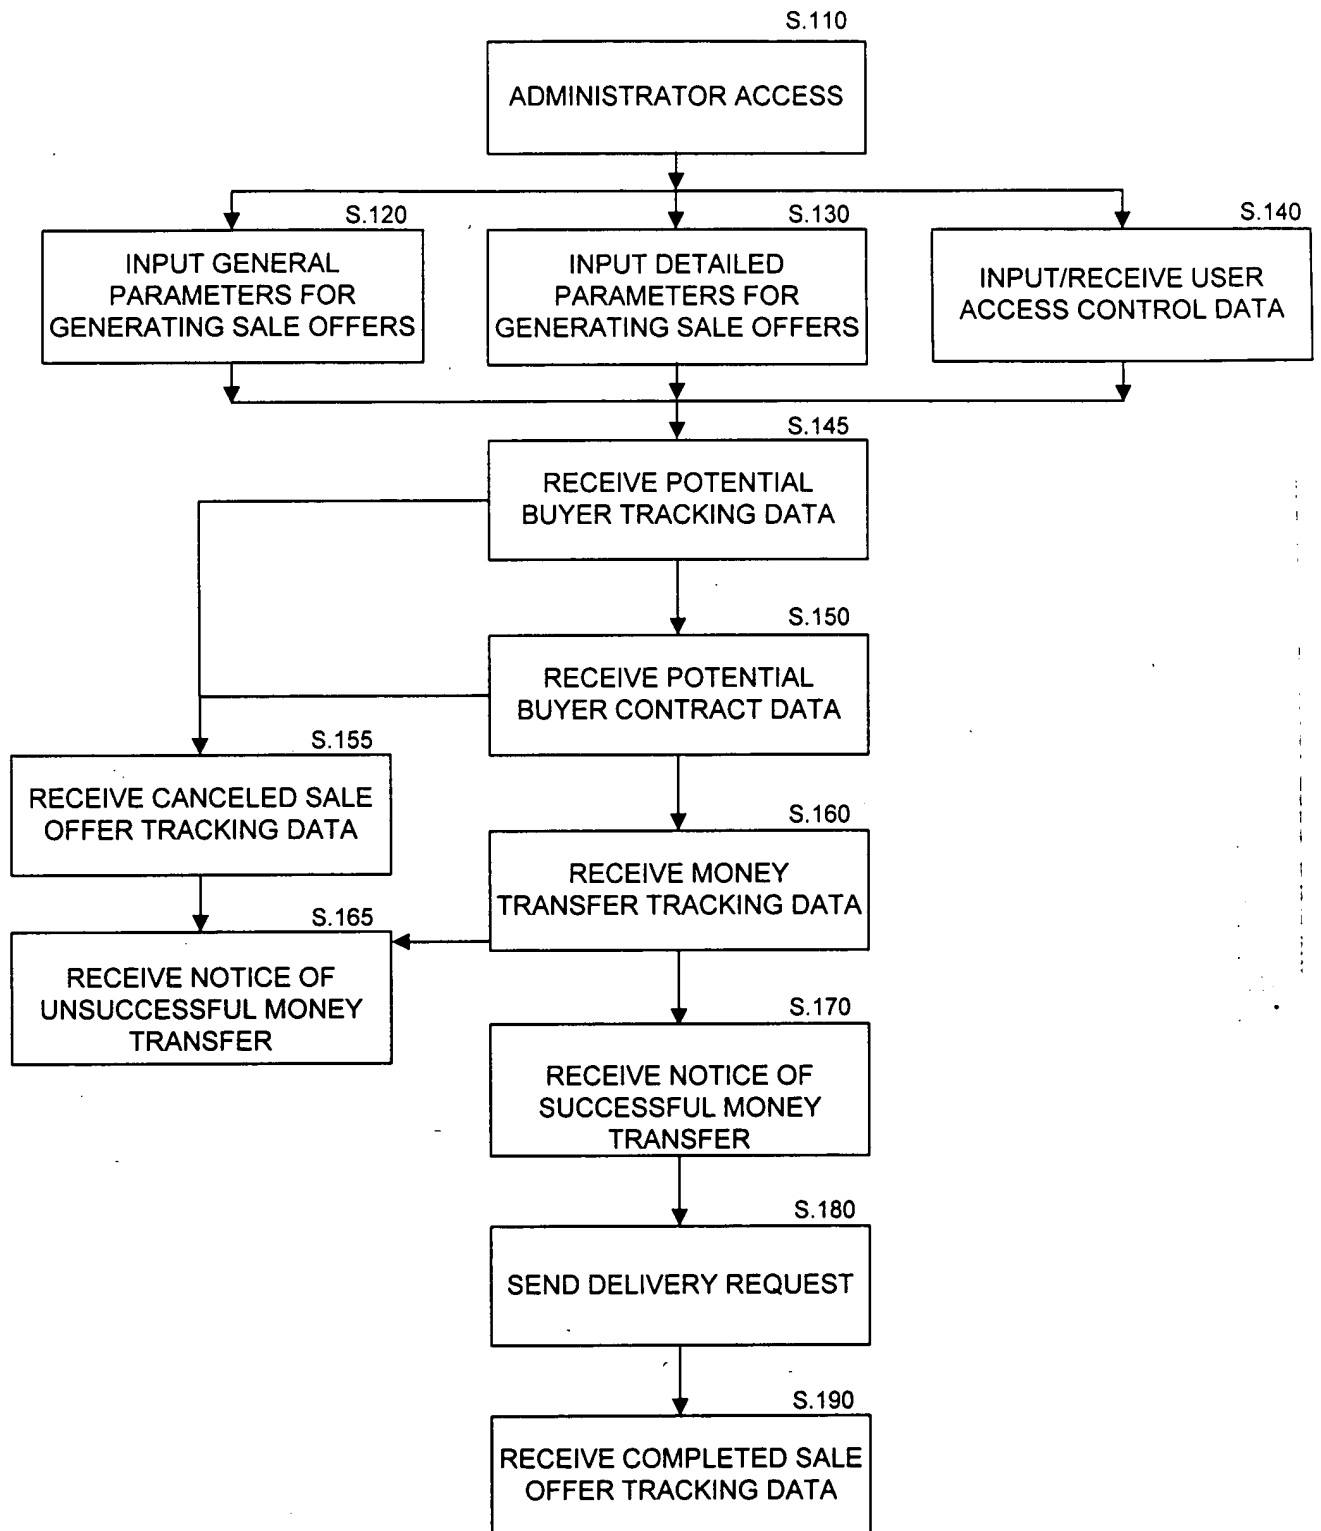 S.110
ADMINISTRATOR ACCESS
S.120
INPUT GENERAL
PARAMETERS FOR
GENERATING SALE OFFERS
S.130
INPUT DETAILED
PARAMETERS FOR
GENERATING SALE OFFERS
S.140
INPUT/RECEIVE USER
ACCESS CONTROL DATA
S.145
RECEIVE POTENTIAL
BUYER TRACKING DATA
S.150
RECEIVE POTENTIAL
BUYER CONTRACT DATA
S.155
RECEIVE CANCELED SALE
OFFER TRACKING DATA
S.160
RECEIVE MONEY
TRANSFER TRACKING DATA
S.165
RECEIVE NOTICE OF
UNSUCCESSFUL MONEY
TRANSFER
S.170
RECEIVE NOTICE OF
SUCCESSFUL MONEY
TRANSFER
S.180
SEND DELIVERY REQUEST
S.190
RECEIVE COMPLETED SALE
OFFER TRACKING DATA